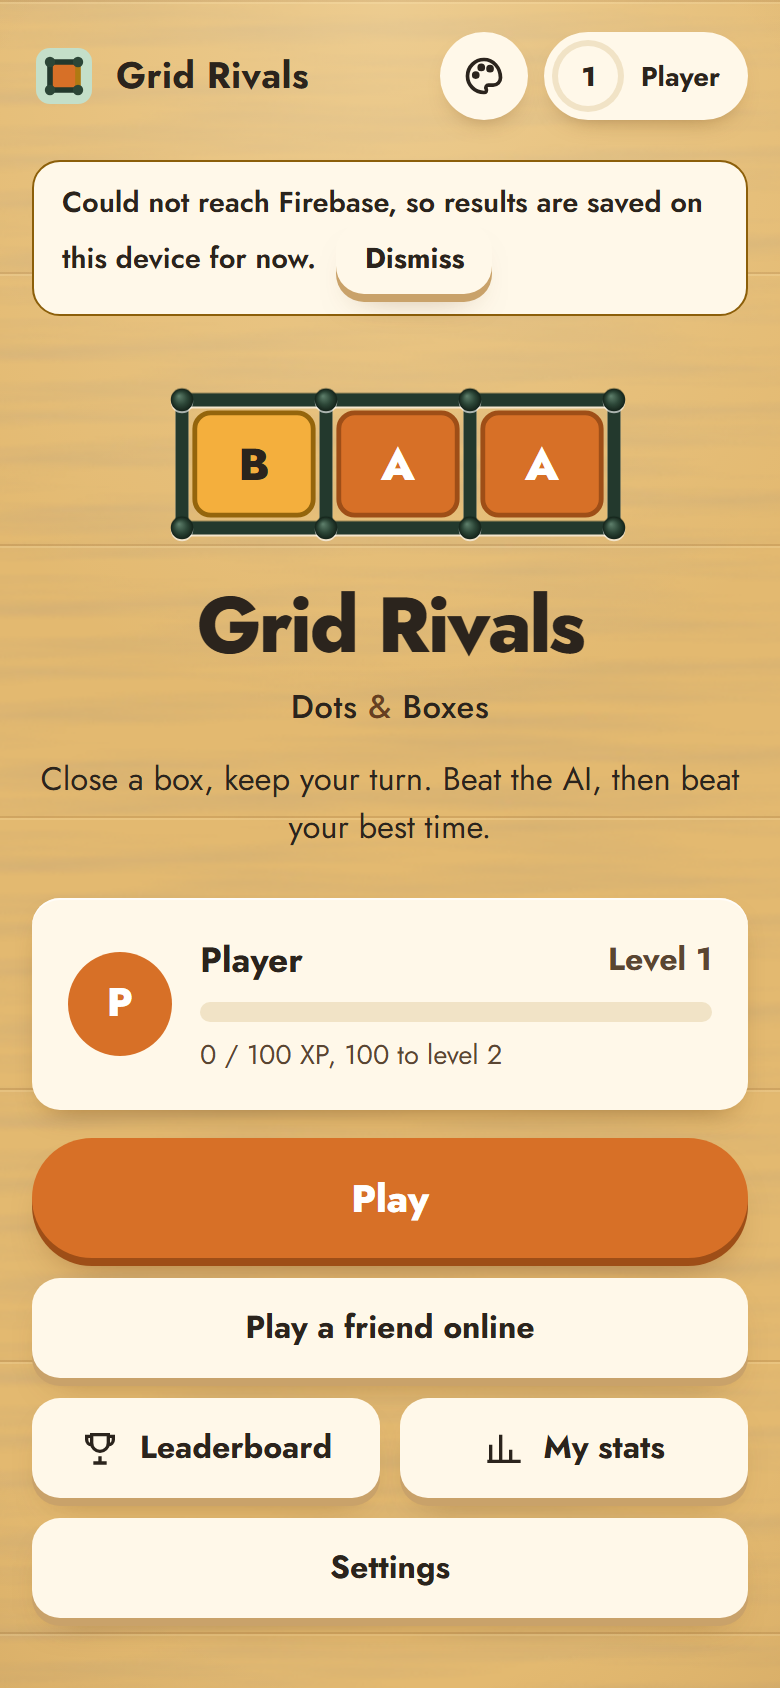 Grid Rivals
1 Player
Could not reach Firebase, so results are saved on
this device for now. Dismiss
B A A
Grid Rivals
Dots & Boxes
Close a box, keep your turn. Beat the AI, then beat
your best time.
Player Level 1
P
0 / 100 XP, 100 to level 2
Play
Play a friend online
Leaderboard My stats
Settings